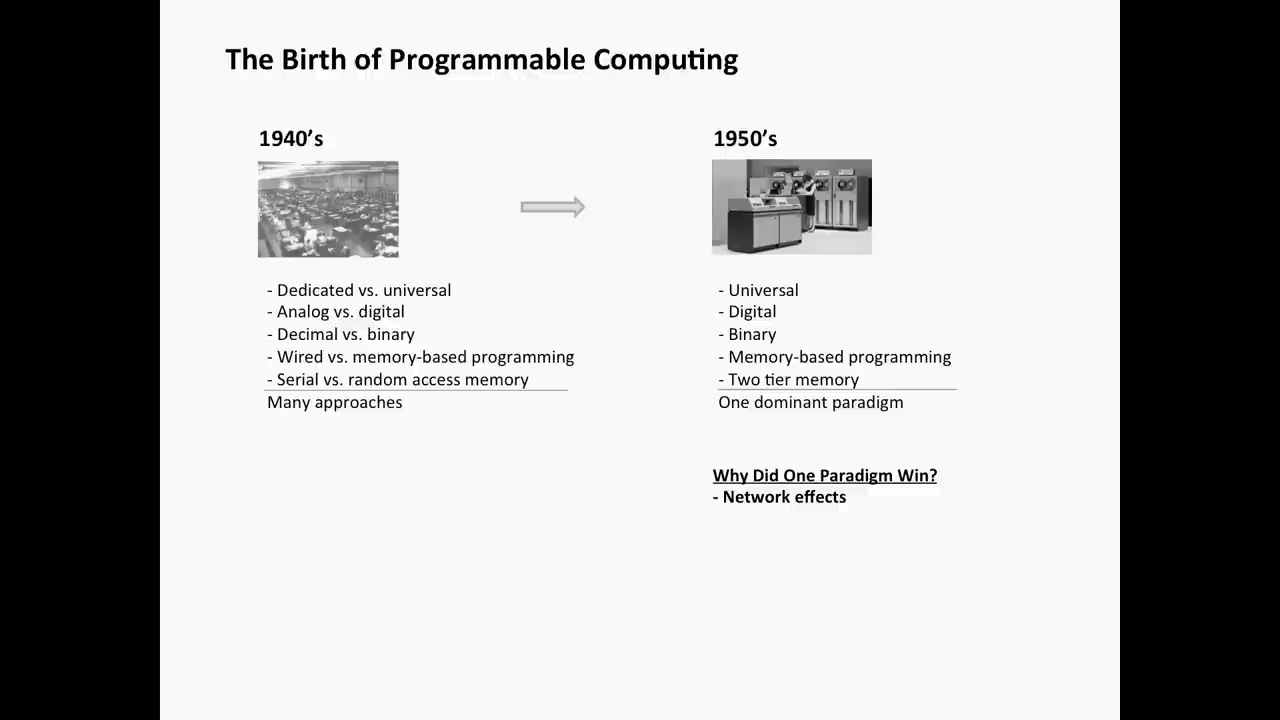 The Birth of Programmable Computing
1940’s
- Dedicated vs. universal
- Analog vs. digital
- Decimal vs. binary
- Wired vs. memory-based programming
- Serial vs. random access memory
Many approaches
1950’s
- Universal
- Digital
- Binary
- Memory-based programming
- Two tier memory
One dominant paradigm
Why Did One Paradigm Win?
- Network effects